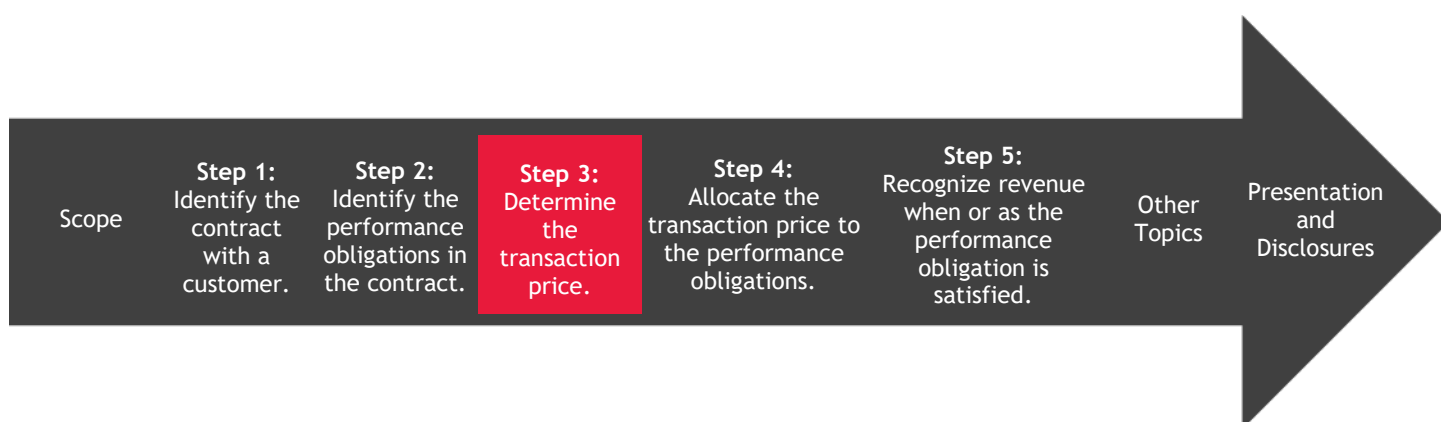 Scope
Step 1:
Identify the
contract
with a
customer.
Step 2:
Identify the
performance
obligations in
the contract.
Step 3:
Determine
the
transaction
price.
Step 4:
Allocate the
transaction price to
the performance
obligations.
Step 5:
Recognize revenue
when or as the
performance
obligation is
satisfied.
Other
Topics
Presentation
and
Disclosures